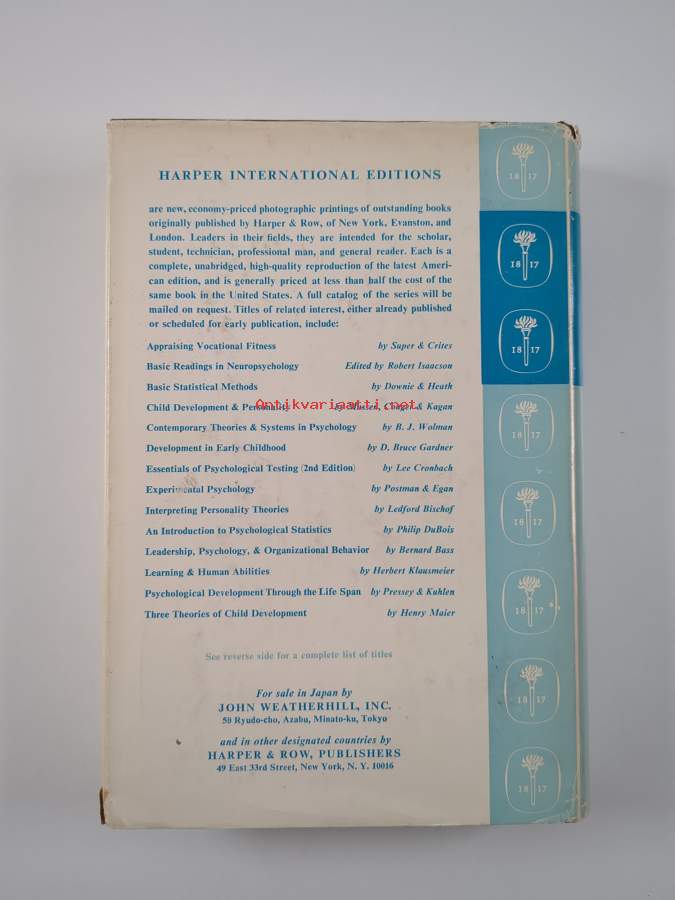 HARPER INTERNATIONAL EDITIONS
are new, economy-priced photographic printings of outstanding books
originally published by Harper & Row, of New York, Evanston, and
London. Leaders in their fields, they are intended for the scholar,
student, technician, professional man, and general reader. Each is a
complete, unabridged, high-quality reproduction of the latest Ameri-
can edition, and is generally priced at less than half the cost of the
same book in the United States. A full catalog of the series will be
mailed on request. Titles of related interest, either already published
or scheduled for early publication, include:
Appraising Vocational Fitness by Super & Crites
Basic Readings in Neuropsychology Edited by Robert Isaacson
Basic Statistical Methods by Downie & Heath
Antikvariaatti.net
Child Development & Personality by Mussen, Conger & Kagan
Contemporary Theories & Systems in Psychology by B. J. Wolman
Development in Early Childhood by D. Bruce Gardner
Essentials of Psychological Testing (2nd Edition) by Lee Cronbach
Experimental Psychology by Postman & Egan
Interpreting Personality Theories by Ledford Bischof
An Introduction to Psychological Statistics by Philip DuBois
Leadership, Psychology, & Organizational Behavior by Bernard Bass
Learning & Human Abilities by Herbert Klausmeier
Psychological Development Through the Life Span by Pressey & Kuhlen
Three Theories of Child Development by Henry Maier
See reverse side for a complete list of titles
For sale in Japan by
JOHN WEATHERHILL, INC.
50 Ryudo-cho, Azabu, Minato-ku, Tokyo
and in other designated countries by
HARPER & ROW, PUBLISHERS
49 East 33rd Street, New York, N. Y. 10016
18 17
18 17
18 17
18 17
18 17
18 17
18 17
18 17